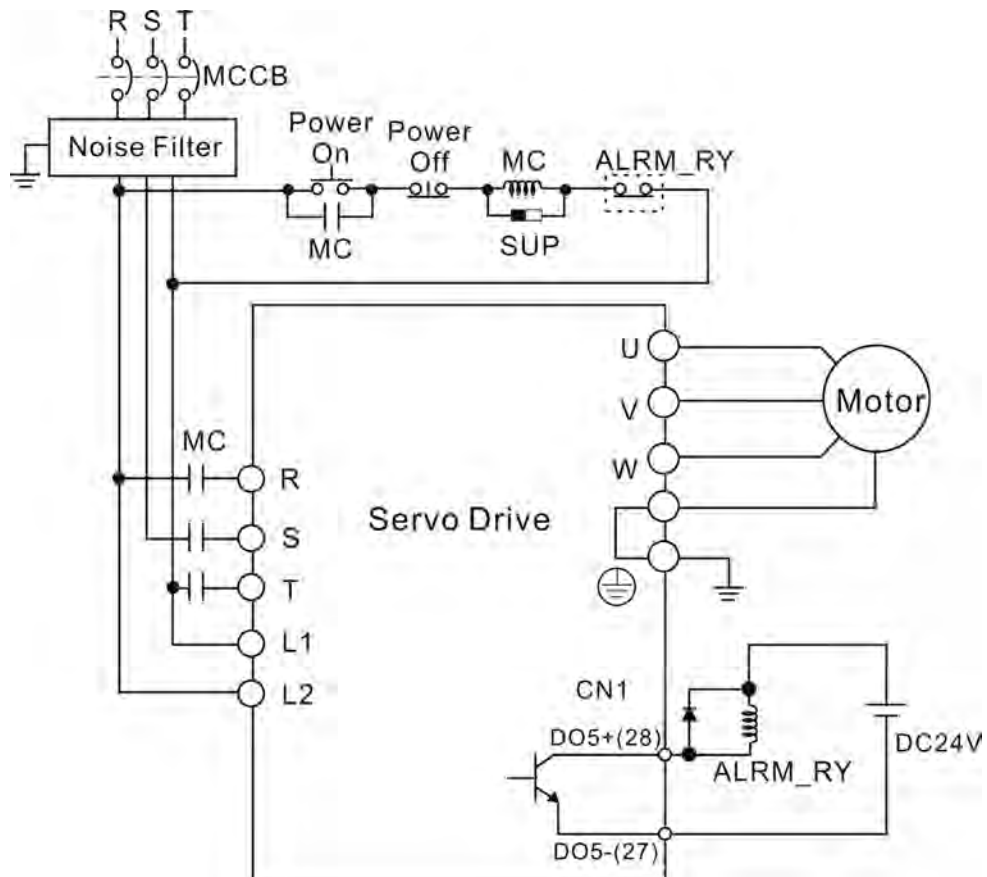 R S T
MCCB
Noise Filter
Power On
Power Off
MC
ALRM_RY
MC
SUP
U
V
W
Motor
MC
R
S
T
L1
L2
Servo Drive
CN1
DO5+(28)
ALRM_RY
DC24V
DO5-(27)